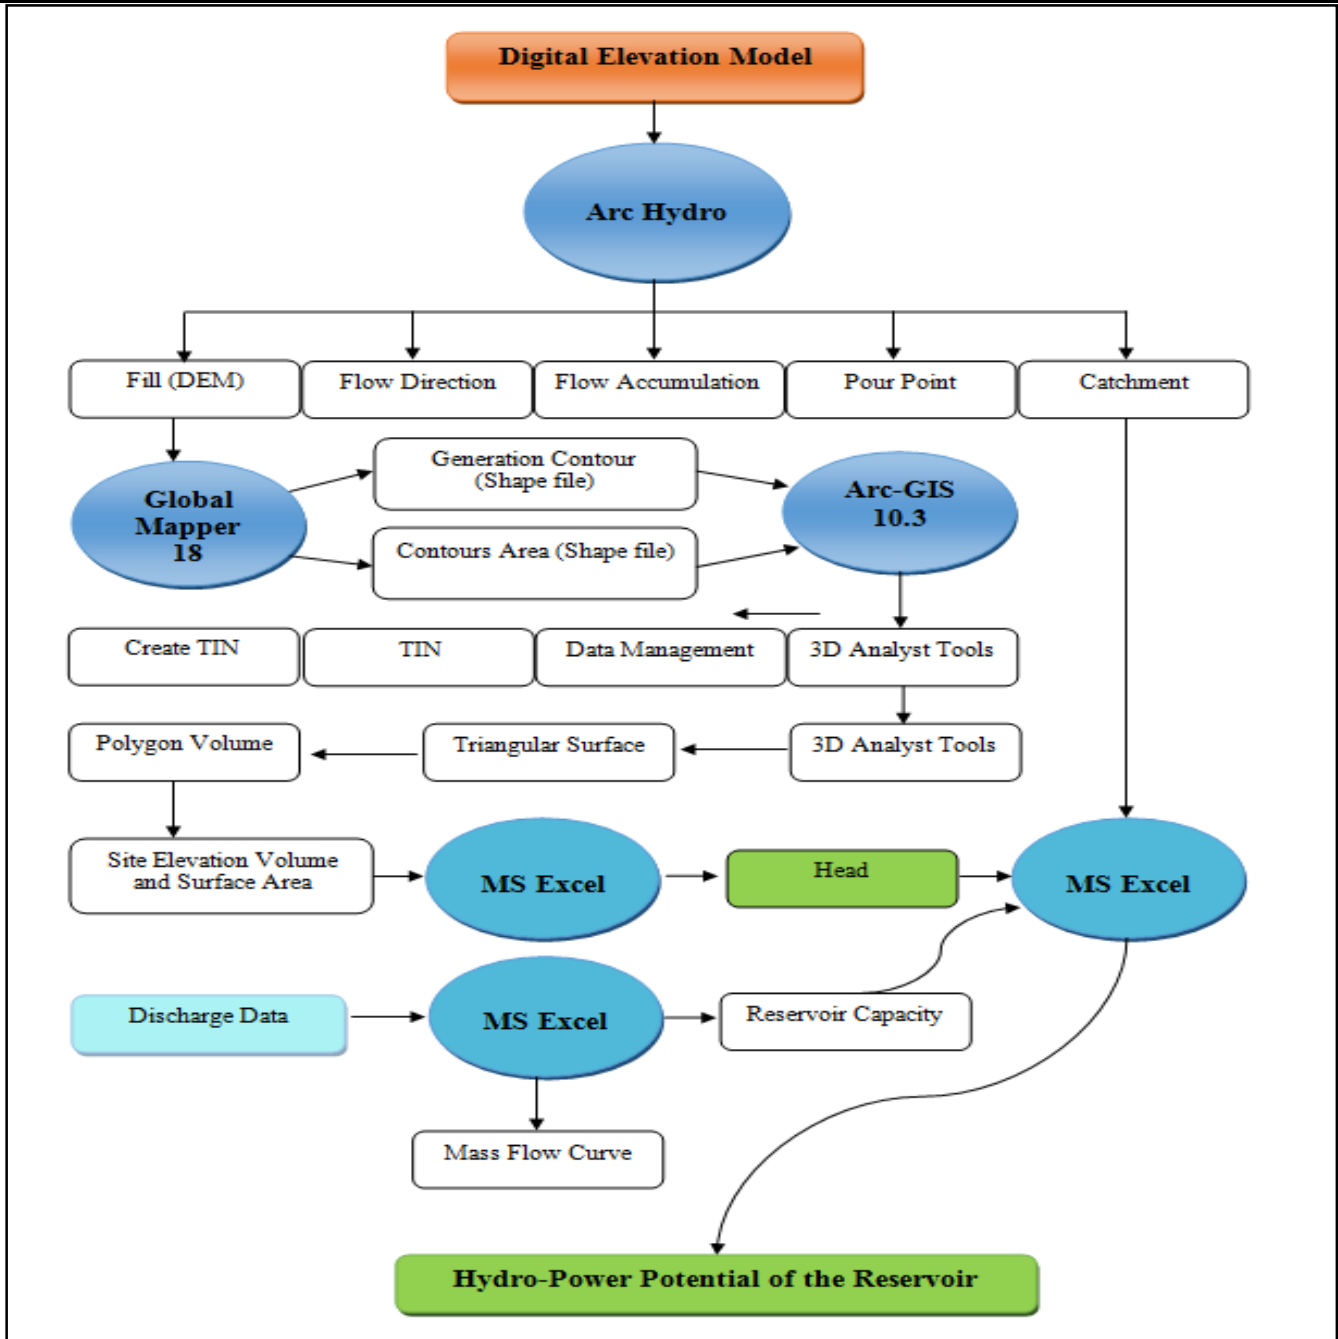 Digital Elevation Model
Arc Hydro
Fill (DEM)
Flow Direction
Flow Accumulation
Pour Point
Catchment
Global
Mapper
18
Generation Contour
(Shape file)
Contours Area (Shape file)
Arc-GIS
10.3
Create TIN
TIN
Data Management
3D Analyst Tools
Polygon Volume
Triangular Surface
3D Analyst Tools
Site Elevation Volume
and Surface Area
MS Excel
Head
MS Excel
Discharge Data
MS Excel
Reservoir Capacity
Mass Flow Curve
Hydro-Power Potential of the Reservoir